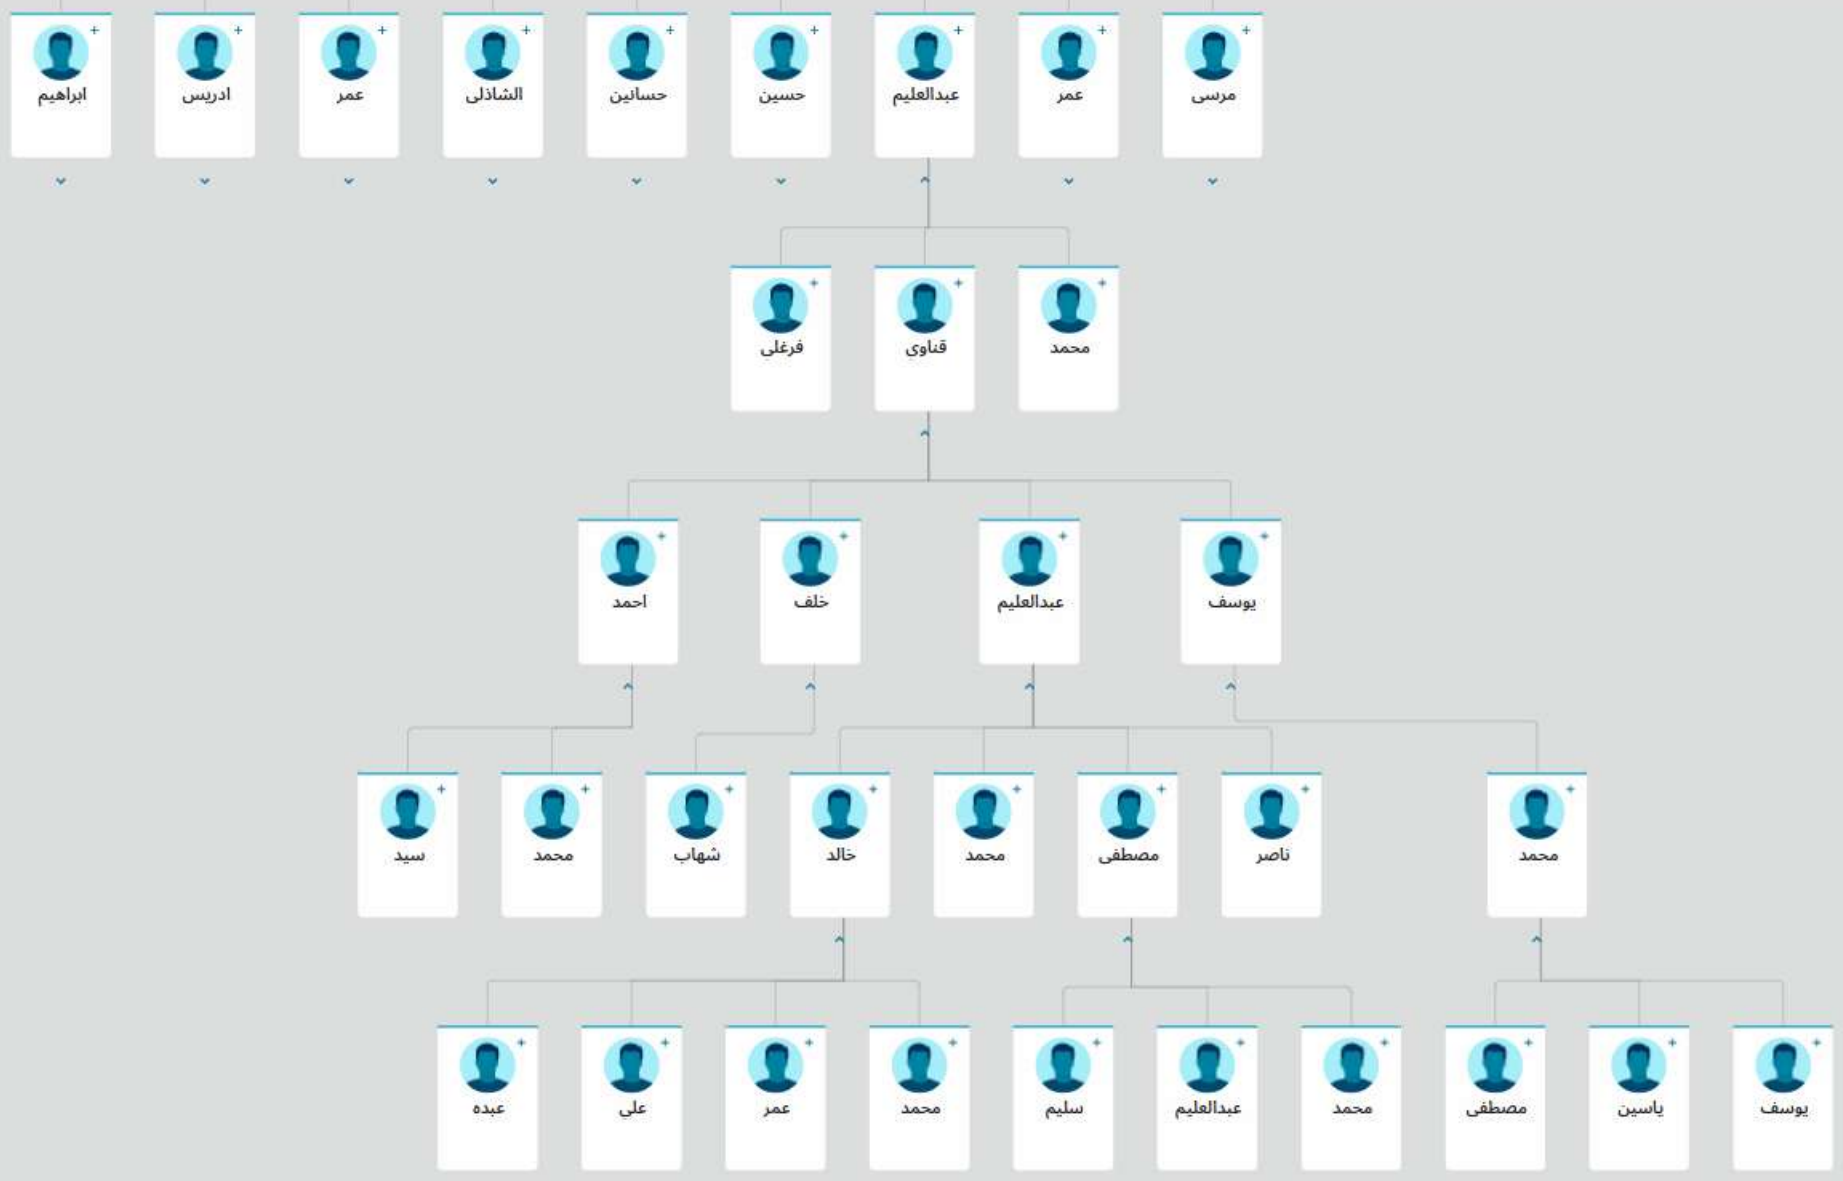 مرسى
عمر
عبدالعليم
حسين
حسانين
الشاذلى
عمر
ادريس
ابراهيم
محمد
قناوى
فرغلى
يوسف
عبدالعليم
خلف
احمد
محمد
ناصر
مصطفى
محمد
خالد
شهاب
محمد
سيد
يوسف
ياسين
مصطفى
محمد
عبدالعليم
سليم
محمد
عمر
علي
عبده